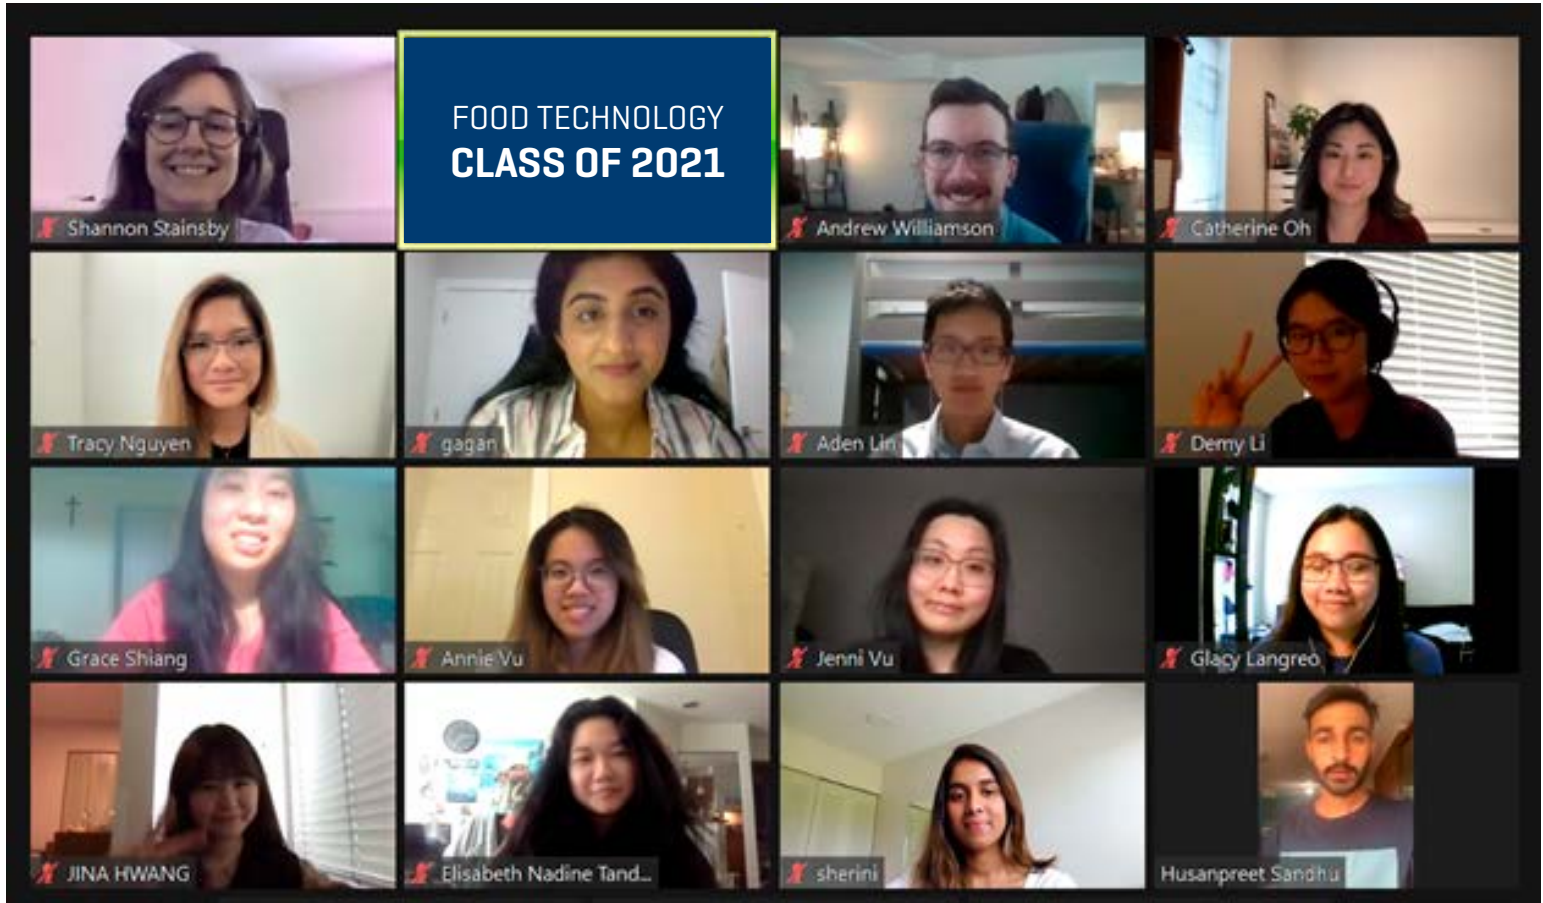 Shannon Stainsby
FOOD TECHNOLOGY
CLASS OF 2021
Andrew Williamson
Catherine Oh
Tracy Nguyen
gagan
Aden Lin
Demy Li
Grace Shiang
Annie Vu
Jenni Vu
Glacy Langreo
JINA HWANG
Elisabeth Nadine Tand...
sherini
Husanpreet Sandhu